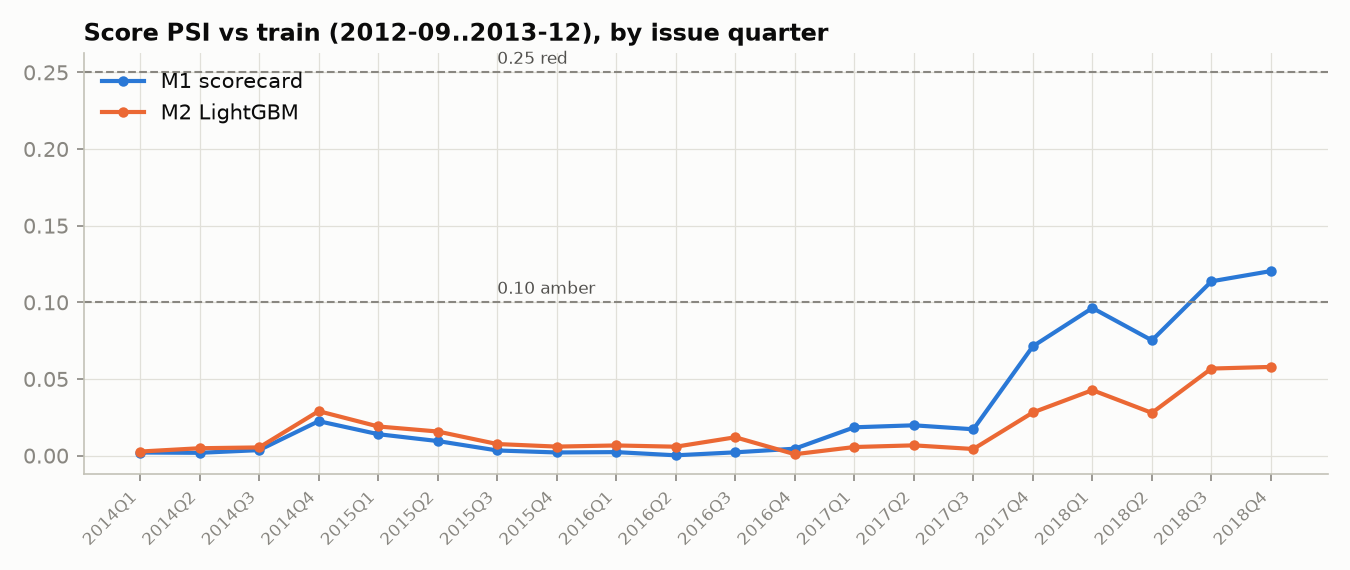 Score PSI vs train (2012-09..2013-12), by issue quarter
0.25 red
0.25
M1 scorecard
M2 LightGBM
0.20
0.15
0.10 amber
0.10
0.05
0.00
2014Q1
2014Q2
2014Q3
2014Q4
2015Q1
2015Q2
2015Q3
2015Q4
2016Q1
2016Q2
2016Q3
2016Q4
2017Q1
2017Q2
2017Q3
2017Q4
2018Q1
2018Q2
2018Q3
2018Q4